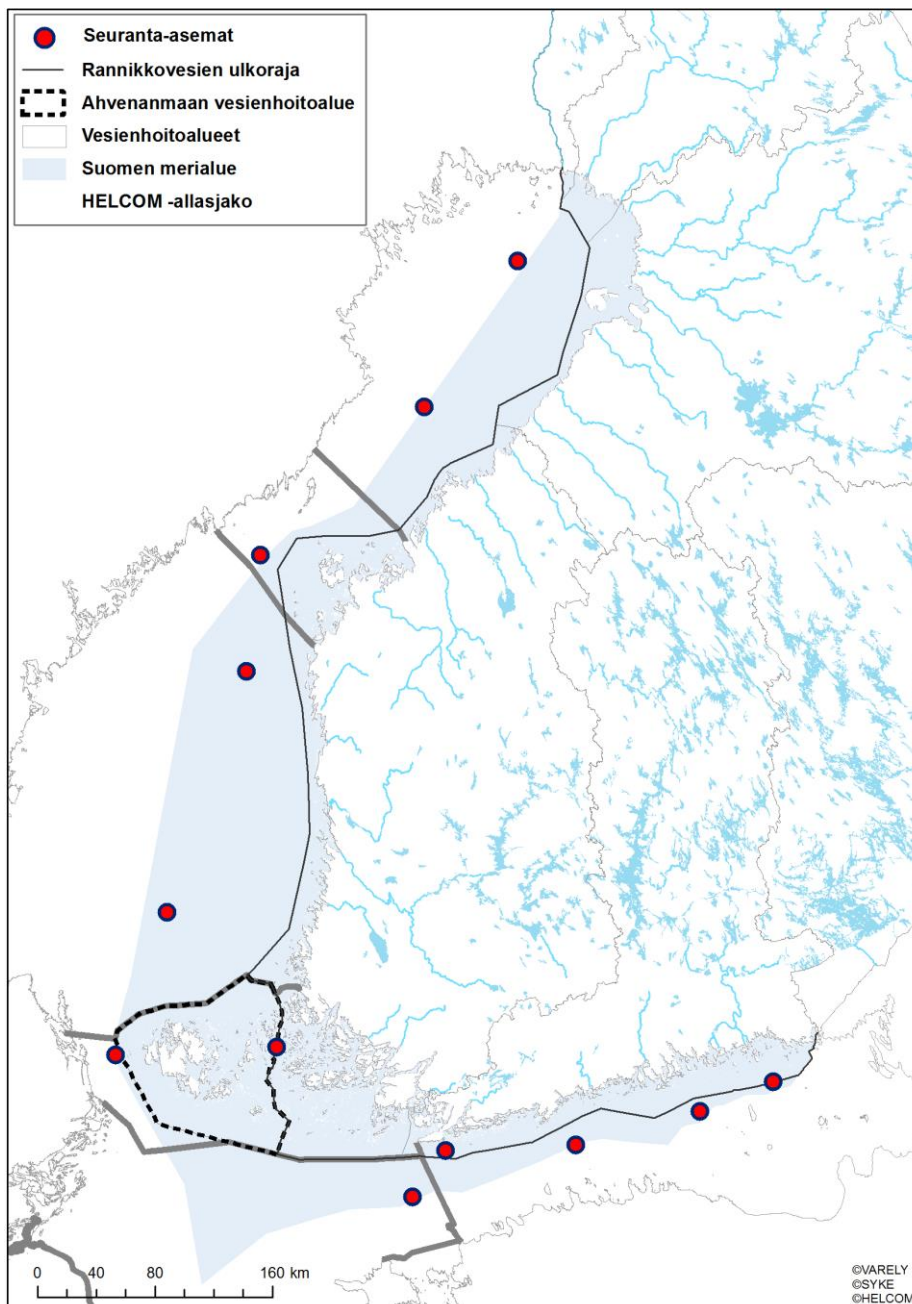 Seuranta-asemat
Rannikkovesien ulkoraja
Ahvenanmaan vesienhoitoalue
Vesienhoitoalueet
Suomen merialue
HELCOM -allasjako
0 40 80 160 km
©VARELY
©SYKE
©HELCOM